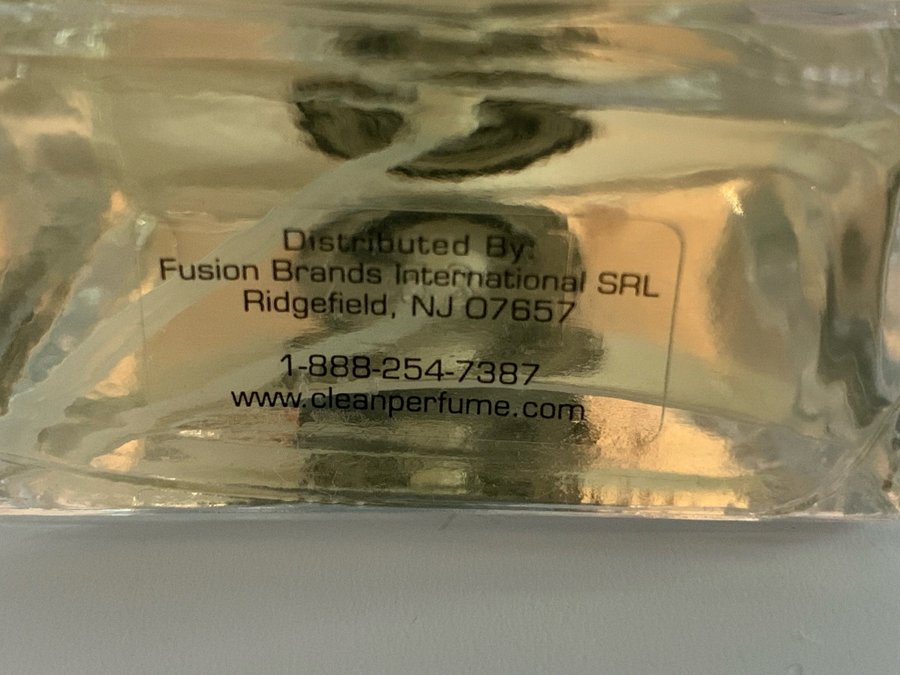 Distributed By:
Fusion Brands International SRL
Ridgefield, NJ 07657
1-888-254-7387
www.cleanperfume.com